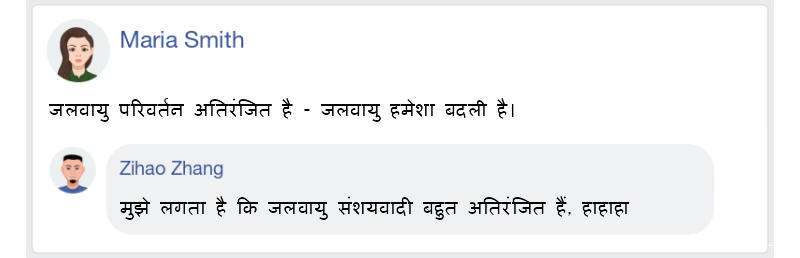 Maria Smith
जलवायु परिवर्तन अतिरंजित है - जलवायु हमेशा बदली है।
Zihao Zhang
मुझे लगता है कि जलवायु संशयवादी बहुत अतिरंजित हैं, हाहाहा